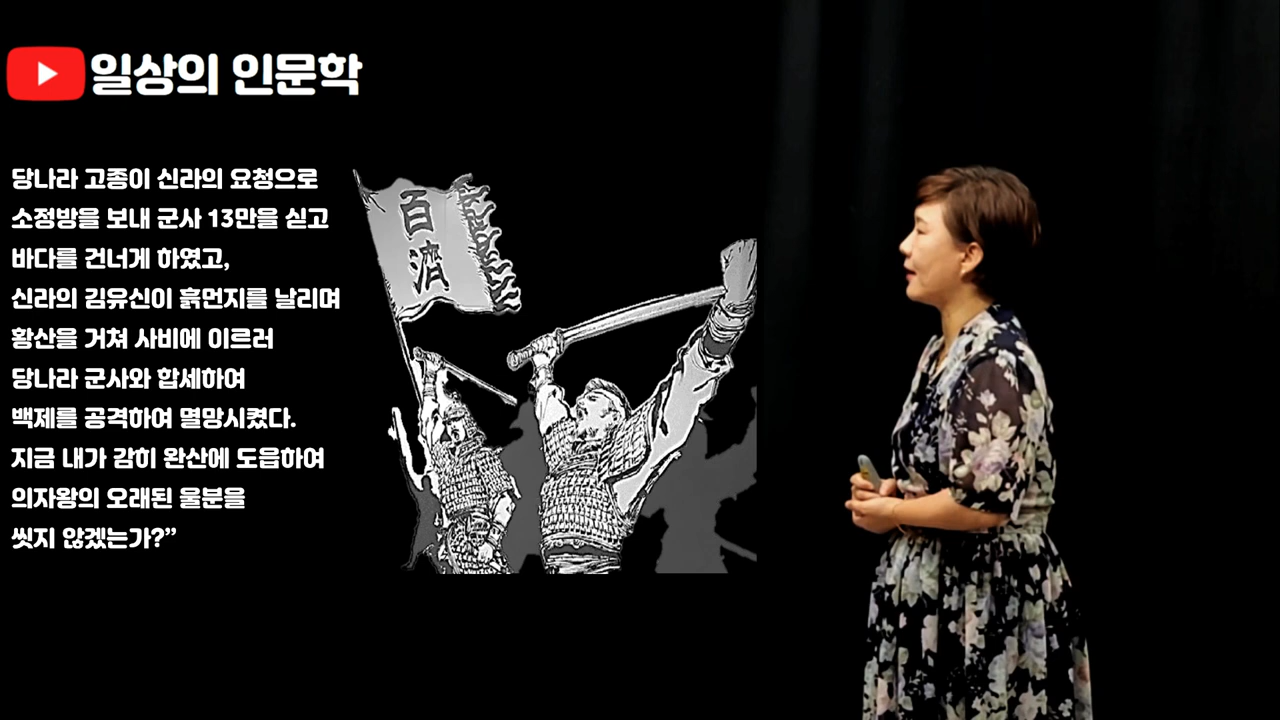 일상의 인문학
당나라 고종이 신라의 요청으로
소정방을 보내 군사 13만을 싣고
바다를 건너게 하였고,
신라의 김유신이 흙먼지를 날리며
황산을 거쳐 사비에 이르러
당나라 군사와 합세하여
백제를 공격하여 멸망시켰다.
지금 내가 감히 완산에 도읍하여
의자왕의 오래된 울분을
씻지 않겠는가?”
百
濟